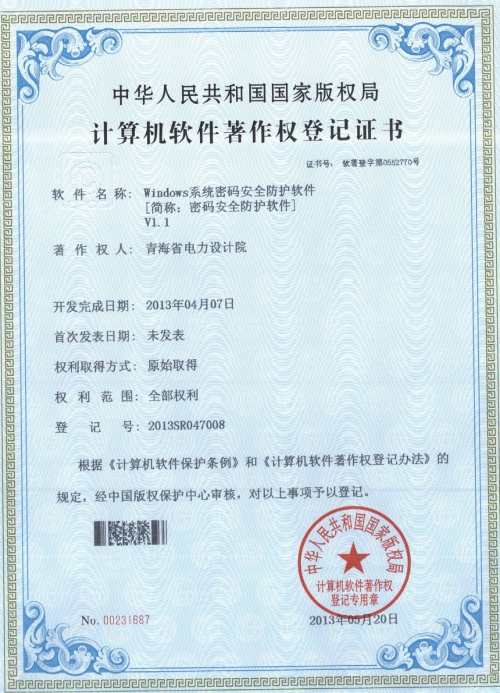 中华人民共和国国家版权局
计算机软件著作权登记证书
证书号: 软著登字第0552770号
软件名称: Windows系统密码安全防护软件
[简称: 密码安全防护软件]
V1.1
著作权人: 青海省电力设计院
开发完成日期: 2013年04月07日
首次发表日期: 未发表
权利取得方式: 原始取得
权利范围: 全部权利
登记号: 2013SR047008
根据《计算机软件保护条例》和《计算机软件著作权登记办法》的
规定，经中国版权保护中心审核，对以上事项予以登记。
中华人民共和国国家版权局
计算机软件著作权
登记专用章
No. 00231687
2013年05月20日